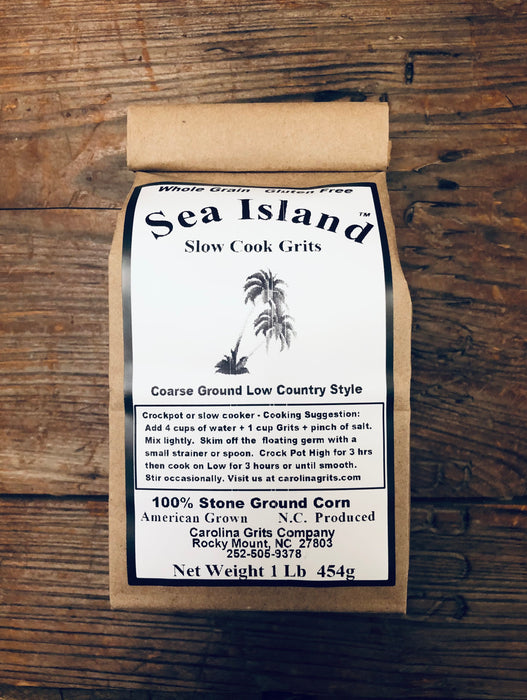 Whole Grain Gluten Free
Sea Island™
Slow Cook Grits
Coarse Ground Low Country Style
Crockpot or slow cooker - Cooking Suggestion:
Add 4 cups of water + 1 cup Grits + pinch of salt.
Mix lightly. Skim off the floating germ with a
small strainer or spoon. Crock Pot High for 3 hrs
then cook on Low for 3 hours or until smooth.
Stir occasionally. Visit us at carolinagrits.com
100% Stone Ground Corn
American Grown N.C. Produced
Carolina Grits Company
Rocky Mount, NC 27803
252-505-9378
Net Weight 1 Lb 454g